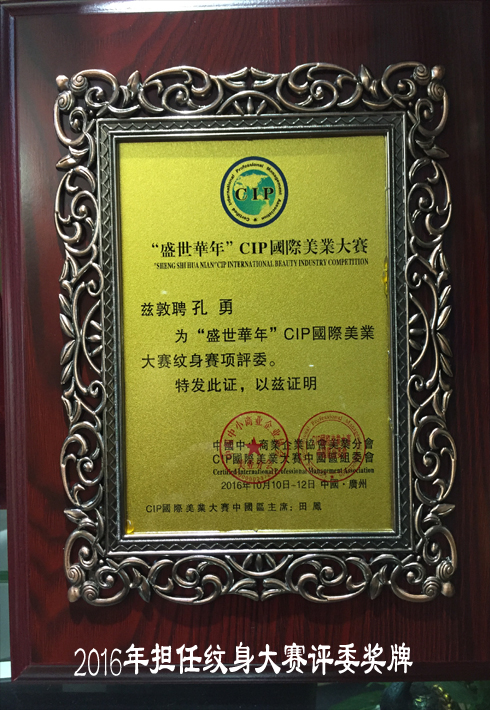 Certified International Professional Management Association
CIP
“盛世華年”CIP國際美業大賽
"SHENG SHI HUA NIAN"CIP INTERNATIONAL BEAUTY INDUSTRY COMPETITION
兹敦聘 孔 勇
为“盛世華年”CIP國際美業
大赛纹身赛项評委。
特发此证，以兹证明
中國中小商業企業協會美業分會
CIP國際美業大賽中國區組委會
Certified International Professional Management Association
2016年10月10日-12日 中國·廣州
CIP國際美業大賽中國區主席：田 鳳
2016年担任纹身大赛评委奖牌